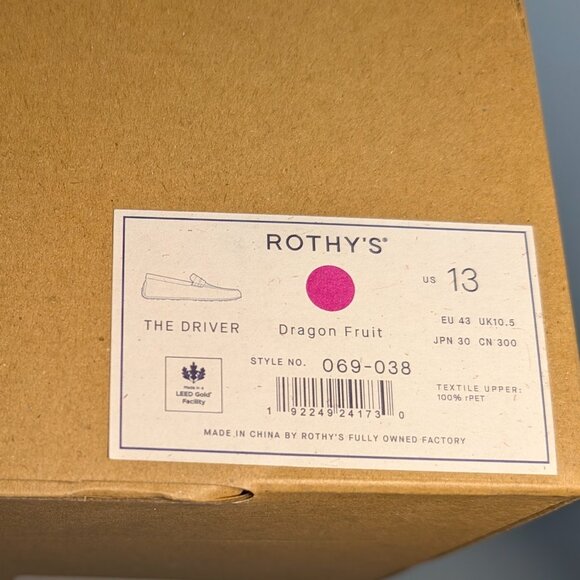 ROTHY'S®
US 13
THE DRIVER
Dragon Fruit
EU 43 UK10.5
JPN 30 CN 300
STYLE NO. 069-038
Made in a
LEED Gold®
Facility
1 92249 24173 0
TEXTILE UPPER:
100% rPET
MADE IN CHINA BY ROTHY'S FULLY OWNED FACTORY